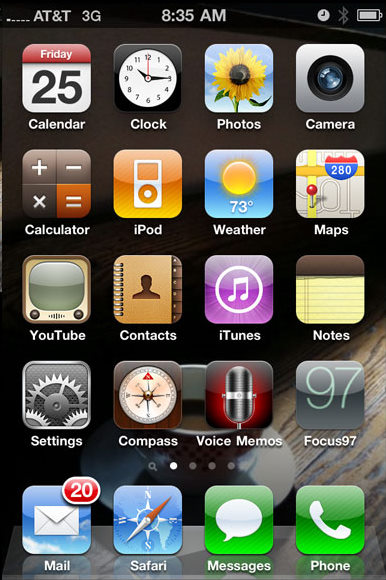 AT&T 3G 8:35 AM
Friday
25
Calendar Clock Photos Camera
280
73°
Calculator iPod Weather Maps
YouTube Contacts iTunes Notes
97
Settings Compass Voice Memos Focus97
20
Mail Safari Messages Phone